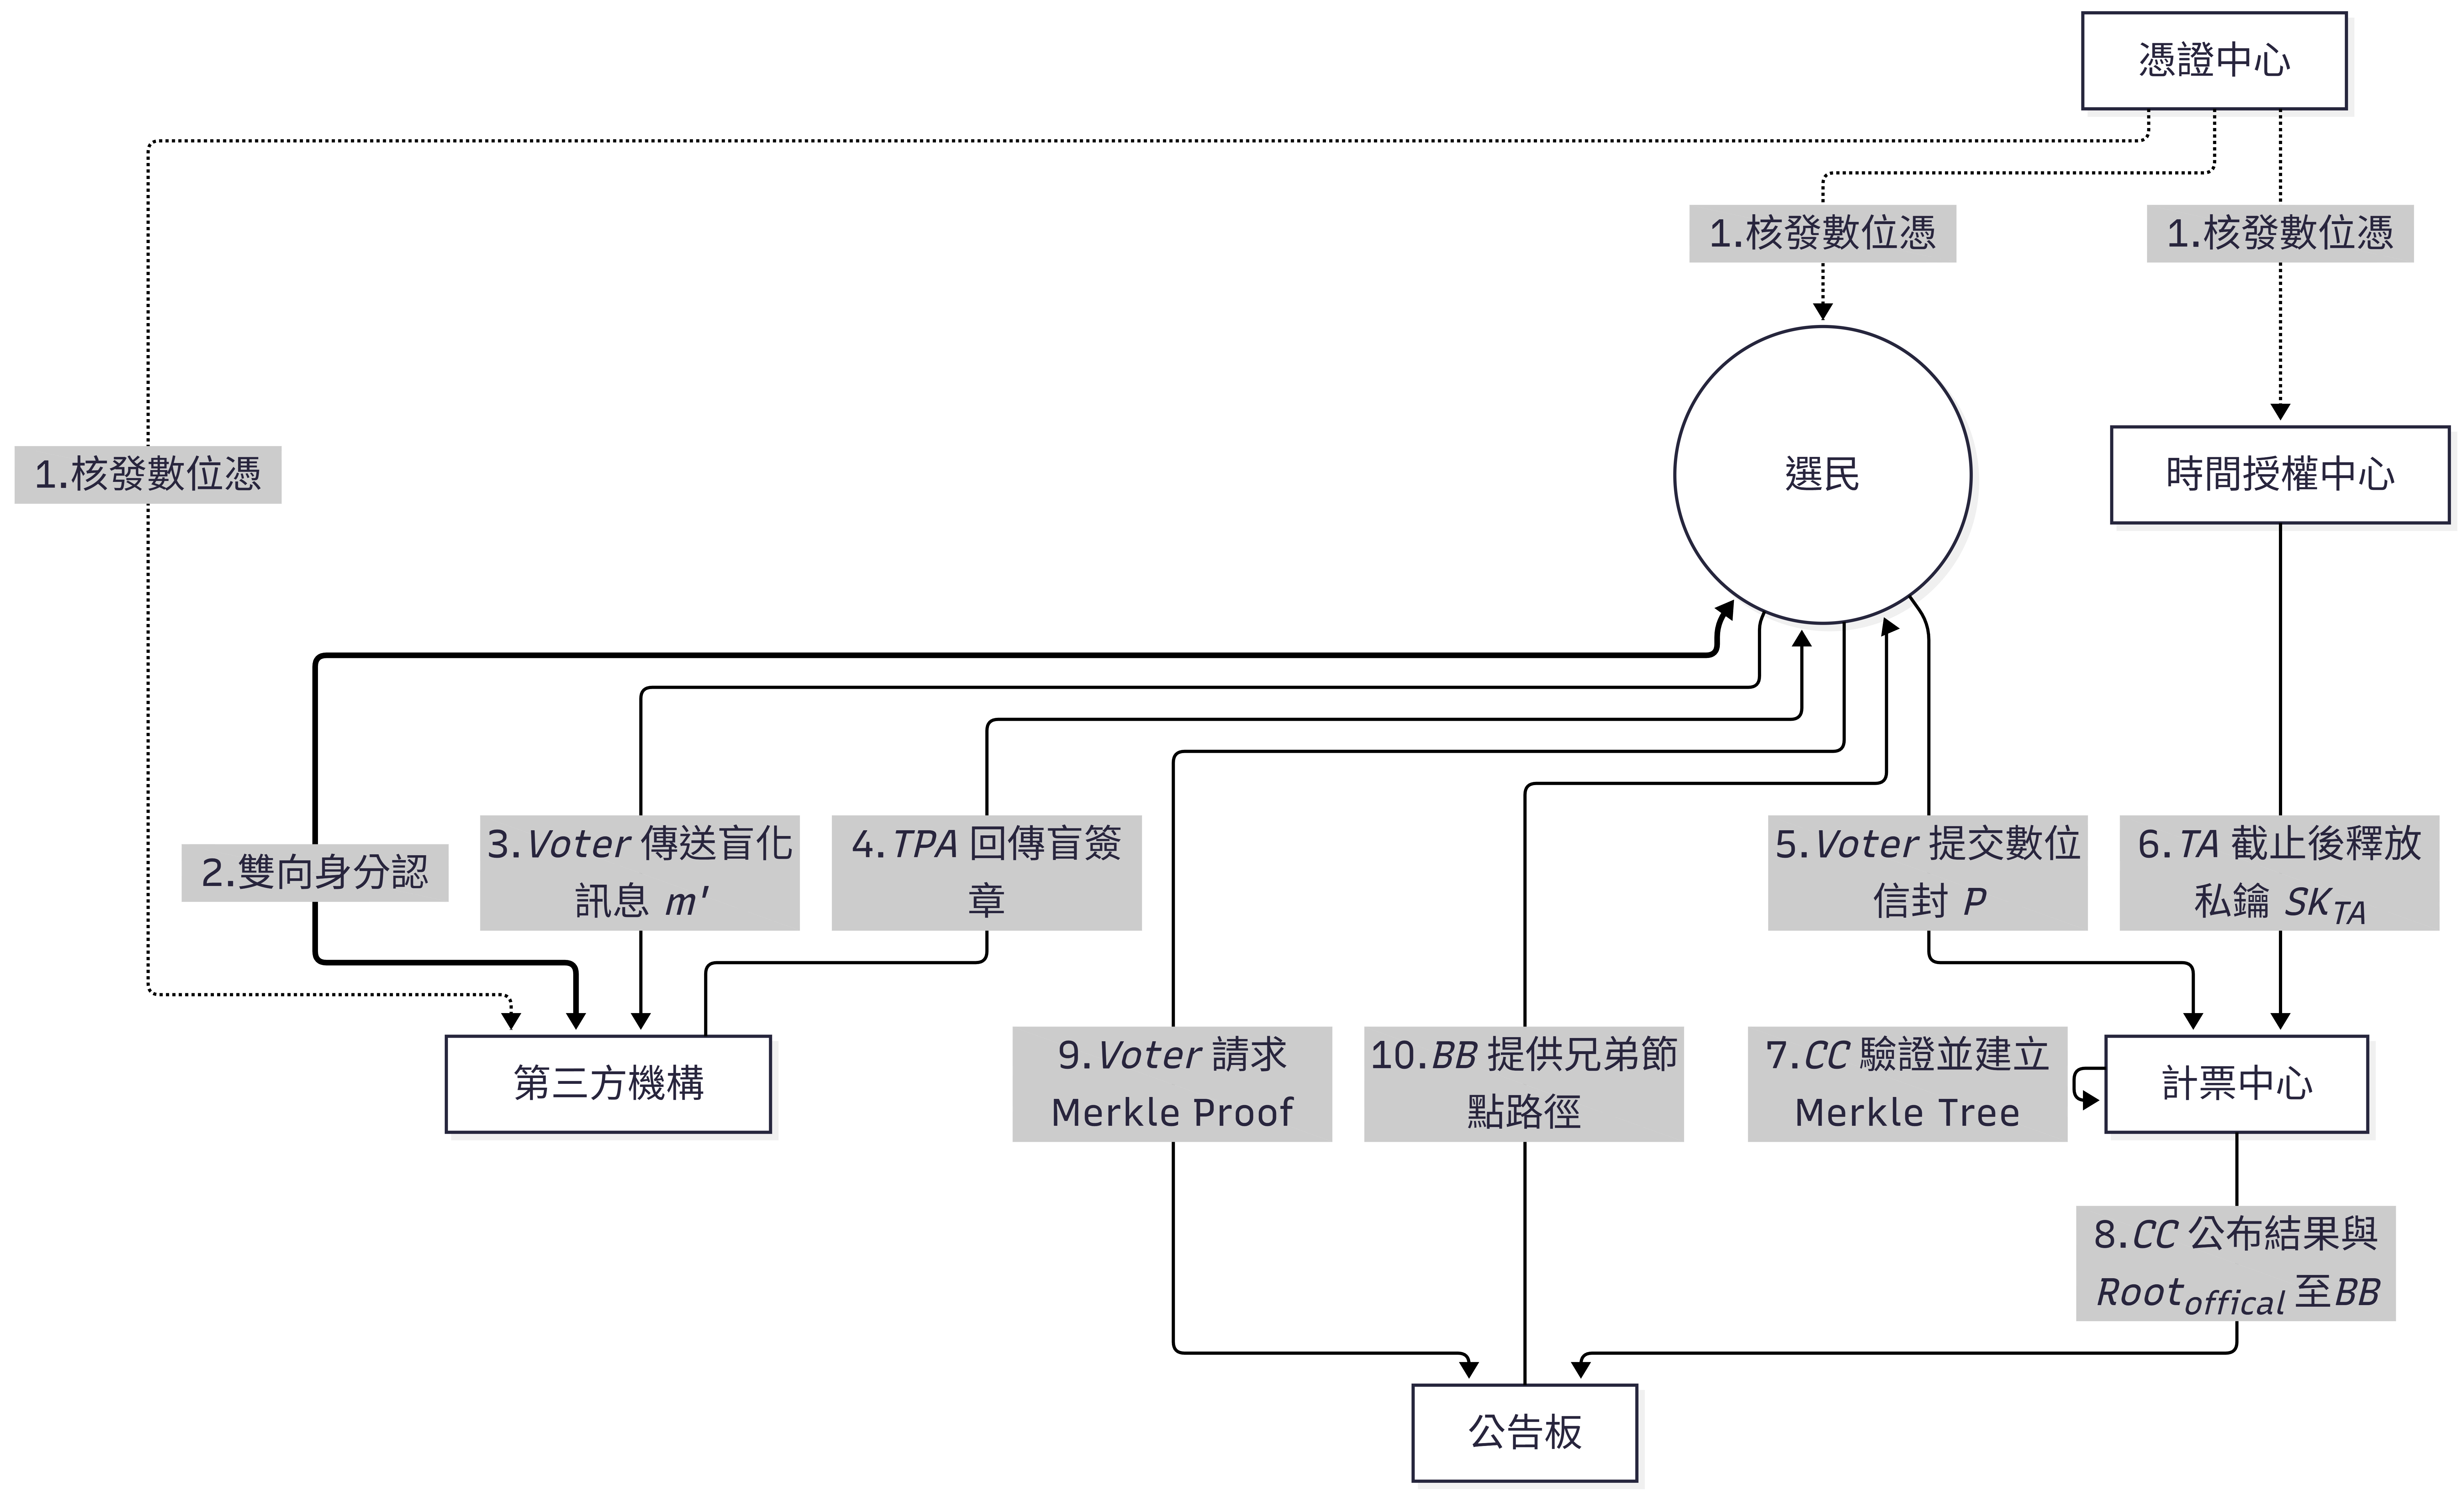 憑證中心
1.核發數位憑
1.核發數位憑
1.核發數位憑
選民
時間授權中心
2.雙向身分認
3.Voter 傳送盲化
訊息 m'
4.TPA 回傳盲簽
章
5.Voter 提交數位
信封 P
6.TA 截止後釋放
私鑰 SK_TA
第三方機構
9.Voter 請求
Merkle Proof
10.BB 提供兄弟節
點路徑
7.CC 驗證並建立
Merkle Tree
計票中心
8.CC 公布結果與
Root_offical 至BB
公告板